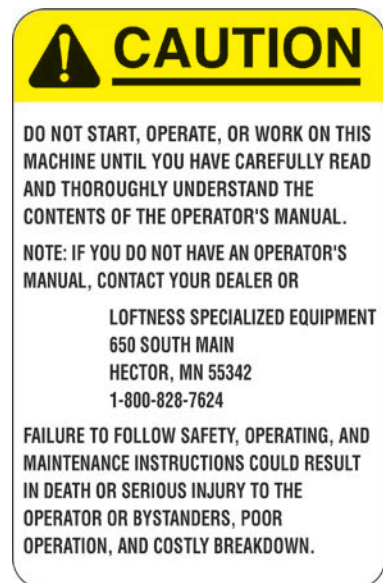 CAUTION
DO NOT START, OPERATE, OR WORK ON THIS
MACHINE UNTIL YOU HAVE CAREFULLY READ
AND THOROUGHLY UNDERSTAND THE
CONTENTS OF THE OPERATOR'S MANUAL.
NOTE: IF YOU DO NOT HAVE AN OPERATOR'S
MANUAL, CONTACT YOUR DEALER OR
LOFTNESS SPECIALIZED EQUIPMENT
650 SOUTH MAIN
HECTOR, MN 55342
1-800-828-7624
FAILURE TO FOLLOW SAFETY, OPERATING, AND
MAINTENANCE INSTRUCTIONS COULD RESULT
IN DEATH OR SERIOUS INJURY TO THE
OPERATOR OR BYSTANDERS, POOR
OPERATION, AND COSTLY BREAKDOWN.